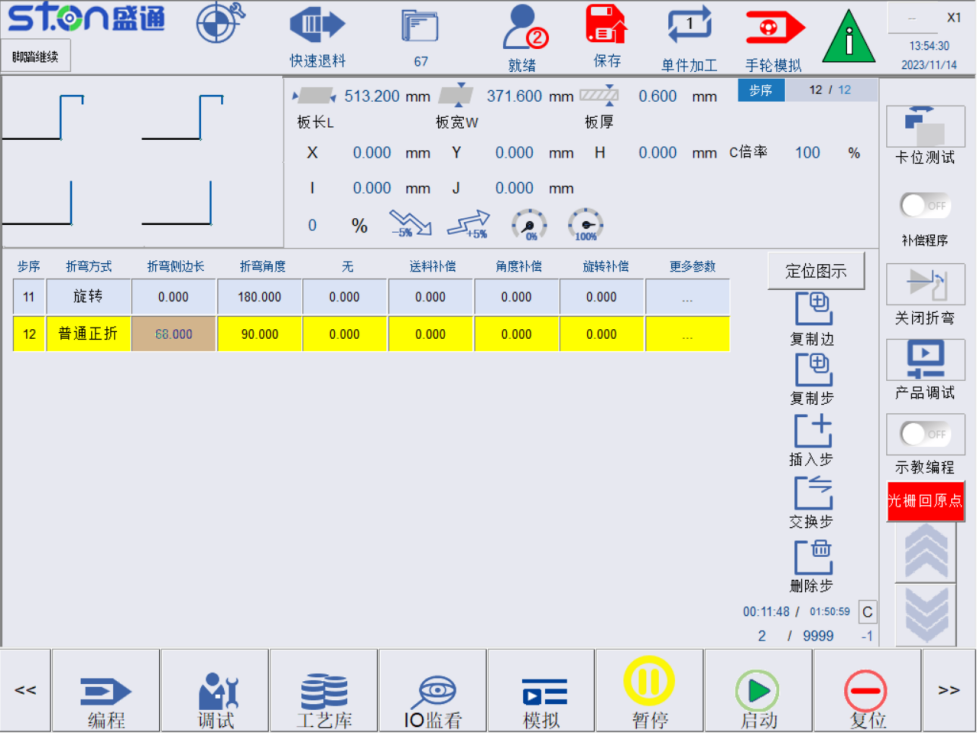 STON盛通
脚踏继续
快速退料
67
2
就绪
保存
1
单件加工
手轮模拟
--
X1
13:54:30
2023/11/14
513.200 mm
371.600 mm
0.600 mm
步序
12 / 12
板长L
板宽W
板厚
X 0.000 mm Y 0.000 mm H 0.000 mm C倍率 100 %
I 0.000 mm J 0.000 mm
0 %
-5%
+5%
0%
100%
卡位测试
OFF
补偿程序
关闭折弯
产品调试
OFF
示教编程
光栅回原点
步序 折弯方式 折弯侧边长 折弯角度 无 送料补偿 角度补偿 旋转补偿 更多参数
11 旋转 0.000 180.000 0.000 0.000 0.000 0.000 ...
12 普通正折 68.000 90.000 0.000 0.000 0.000 0.000 ...
定位图示
复制边
复制步
插入步
交换步
删除步
00:11:48 / 01:50:59 C
2 / 9999 -1
<<
编程
调试
工艺库
IO监看
模拟
暂停
启动
复位
>>